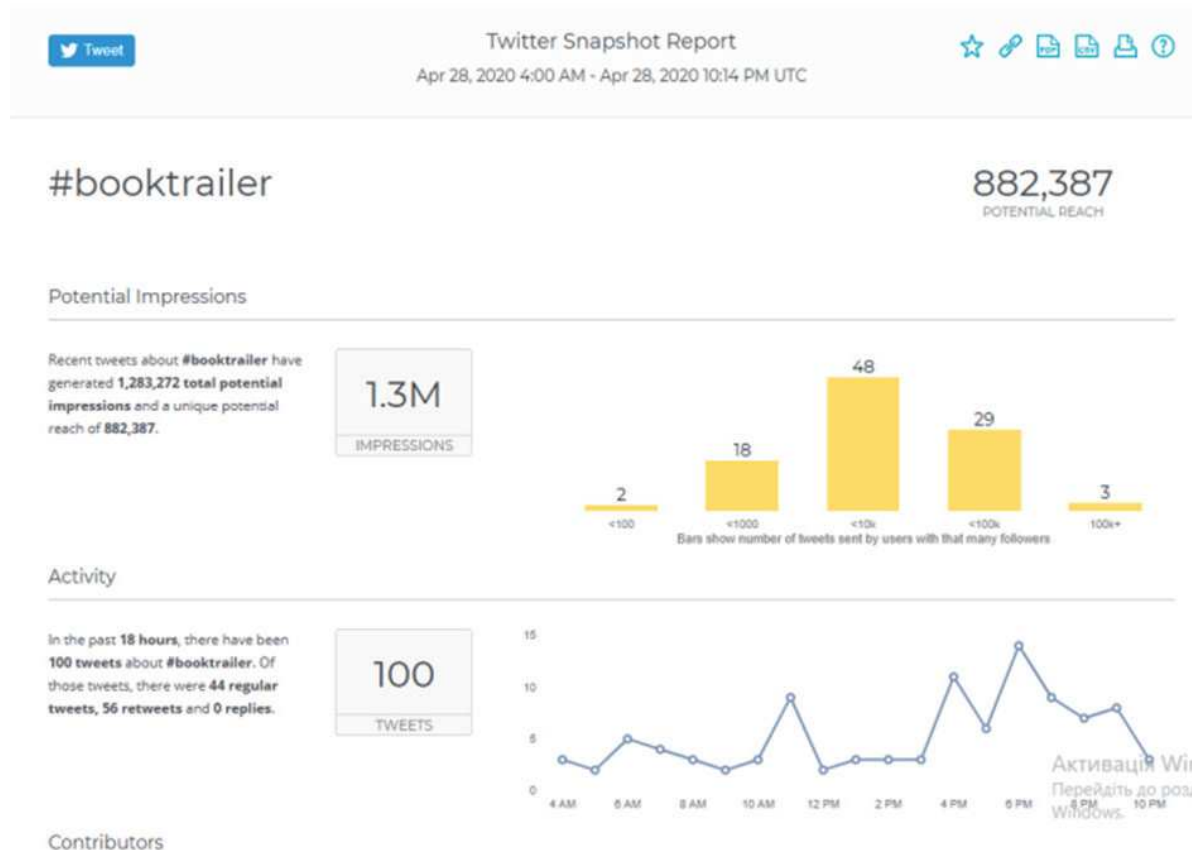 Tweet
Twitter Snapshot Report
Apr 28, 2020 4:00 AM - Apr 28, 2020 10:14 PM UTC
PDF CSV ?
#booktrailer
882,387
POTENTIAL REACH
Potential Impressions
Recent tweets about #booktrailer have
generated 1,283,272 total potential
impressions and a unique potential
reach of 882,387.
1.3M
IMPRESSIONS
2
18
48
29
3
<100 <1000 <10k <100k 100k+
Bars show number of tweets sent by users with that many followers
Activity
In the past 18 hours, there have been
100 tweets about #booktrailer. Of
those tweets, there were 44 regular
tweets, 56 retweets and 0 replies.
100
TWEETS
15
10
5
0
4 AM 6 AM 8 AM 10 AM 12 PM 2 PM 4 PM 6 PM 8 PM 10 PM
Активація Wi
Перейдіть до
Windows.
Contributors